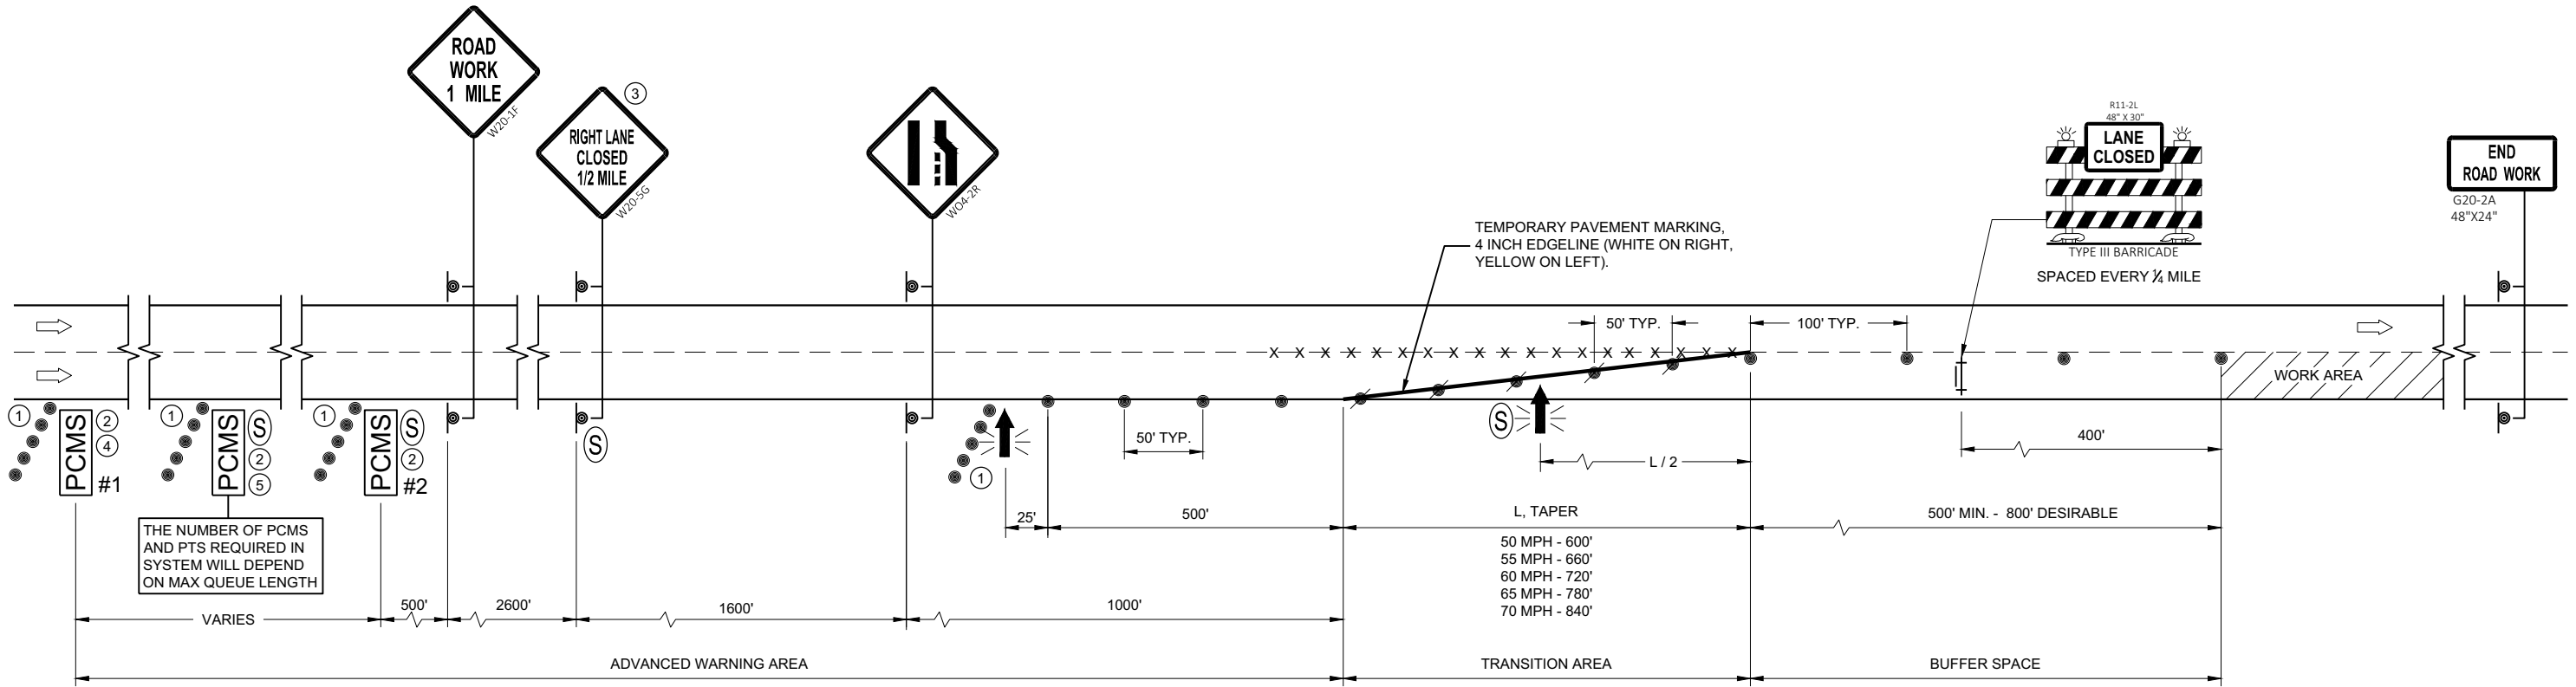 ROAD
WORK
1 MILE
W20-1F
3
RIGHT LANE
CLOSED
1/2 MILE
W20-5G
WO4-2R
R11-2L
48" X 30"
LANE
CLOSED
TYPE III BARRICADE
SPACED EVERY ¼ MILE
END
ROAD WORK
G20-2A
48"X24"
TEMPORARY PAVEMENT MARKING,
4 INCH EDGELINE (WHITE ON RIGHT,
YELLOW ON LEFT).
50' TYP.
100' TYP.
X X X X X X X X X X X X X X X X X X X
WORK AREA
1
PCMS
2
4
#1
1
PCMS
S
2
5
1
PCMS
S
2
#2
S
1
50' TYP.
S
L / 2
400'
THE NUMBER OF PCMS
AND PTS REQUIRED IN
SYSTEM WILL DEPEND
ON MAX QUEUE LENGTH
25'
500'
L, TAPER
50 MPH - 600'
55 MPH - 660'
60 MPH - 720'
65 MPH - 780'
70 MPH - 840'
500' MIN. - 800' DESIRABLE
VARIES
500'
2600'
1600'
1000'
ADVANCED WARNING AREA
TRANSITION AREA
BUFFER SPACE